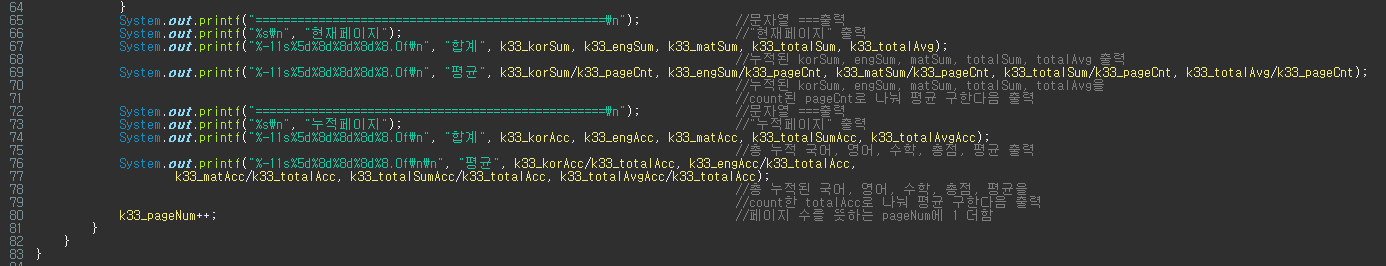 64 }
65 System.out.printf("==================================================\n"); //문자열 ===출력
66 System.out.printf("%s\n", "현재페이지"); //"현재페이지" 출력
67 System.out.printf("%-11s%5d%8d%8d%8d%8.0f\n", "합계", k33_korSum, k33_engSum, k33_matSum, k33_totalSum, k33_totalAvg);
68 //누적된 korSum, engSum, matSum, totalSum, totalAvg 출력
69 System.out.printf("%-11s%5d%8d%8d%8d%8.0f\n", "평균", k33_korSum/k33_pageCnt, k33_engSum/k33_pageCnt, k33_matSum/k33_pageCnt, k33_totalSum/k33_pageCnt, k33_totalAvg/k33_pageCnt);
70 //누적된 korSum, engSum, matSum, totalSum, totalAvg을
71 //count된 pageCnt로 나눠 평균 구한다음 출력
72 System.out.printf("==================================================\n"); //문자열 ===출력
73 System.out.printf("%s\n", "누적페이지"); //"누적페이지" 출력
74 System.out.printf("%-11s%5d%8d%8d%8d%8.0f\n", "합계", k33_korAcc, k33_engAcc, k33_matAcc, k33_totalSumAcc, k33_totalAvgAcc);
75 //총 누적 국어, 영어, 수학, 총점, 평균 출력
76 System.out.printf("%-11s%5d%8d%8d%8d%8.0f\n\n", "평균", k33_korAcc/k33_totalAcc, k33_engAcc/k33_totalAcc,
77 k33_matAcc/k33_totalAcc, k33_totalSumAcc/k33_totalAcc, k33_totalAvgAcc/k33_totalAcc);
78 //총 누적된 국어, 영어, 수학, 총점, 평균을
79 //count한 totalAcc로 나눠 평균 구한다음 출력
80 k33_pageNum++; //페이지 수를 뜻하는 pageNum에 1 더함
81 }
82 }
83 }